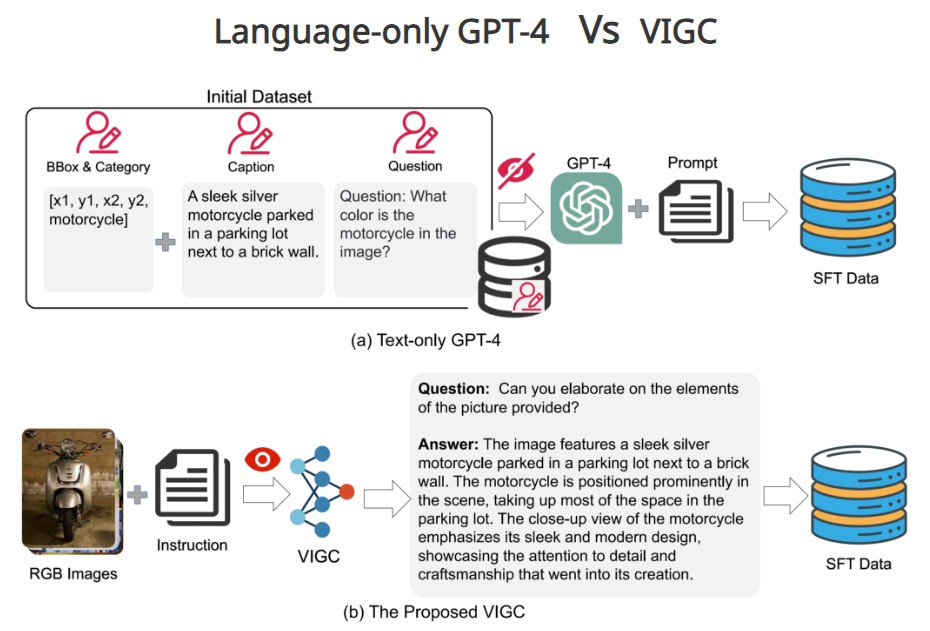 Language-only GPT-4 Vs VIGC
Initial Dataset
BBox & Category
[x1, y1, x2, y2,
motorcycle]
Caption
A sleek silver
motorcycle parked
in a parking lot
next to a brick wall.
Question
Question: What
color is the
motorcycle in the
image?
GPT-4
Prompt
SFT Data
(a) Text-only GPT-4
RGB Images
Instruction
VIGC
Question: Can you elaborate on the elements
of the picture provided?
Answer: The image features a sleek silver
motorcycle parked in a parking lot next to a brick
wall. The motorcycle is positioned prominently in
the scene, taking up most of the space in the
parking lot. The close-up view of the motorcycle
emphasizes its sleek and modern design,
showcasing the attention to detail and
craftsmanship that went into its creation.
SFT Data
(b) The Proposed VIGC